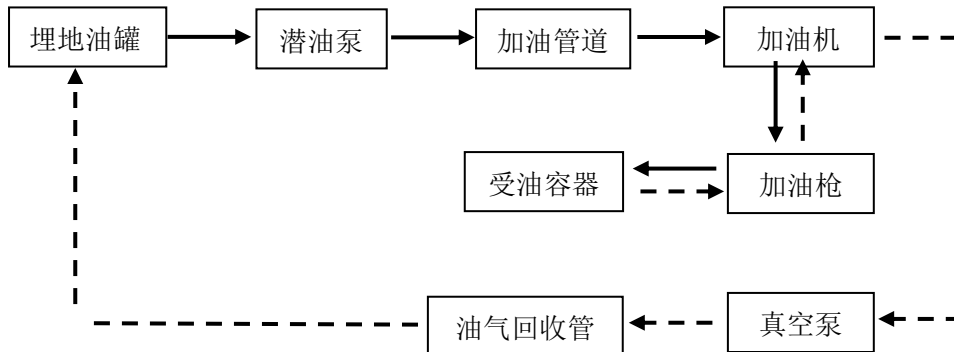 埋地油罐
潜油泵
加油管道
加油机
受油容器
加油枪
油气回收管
真空泵